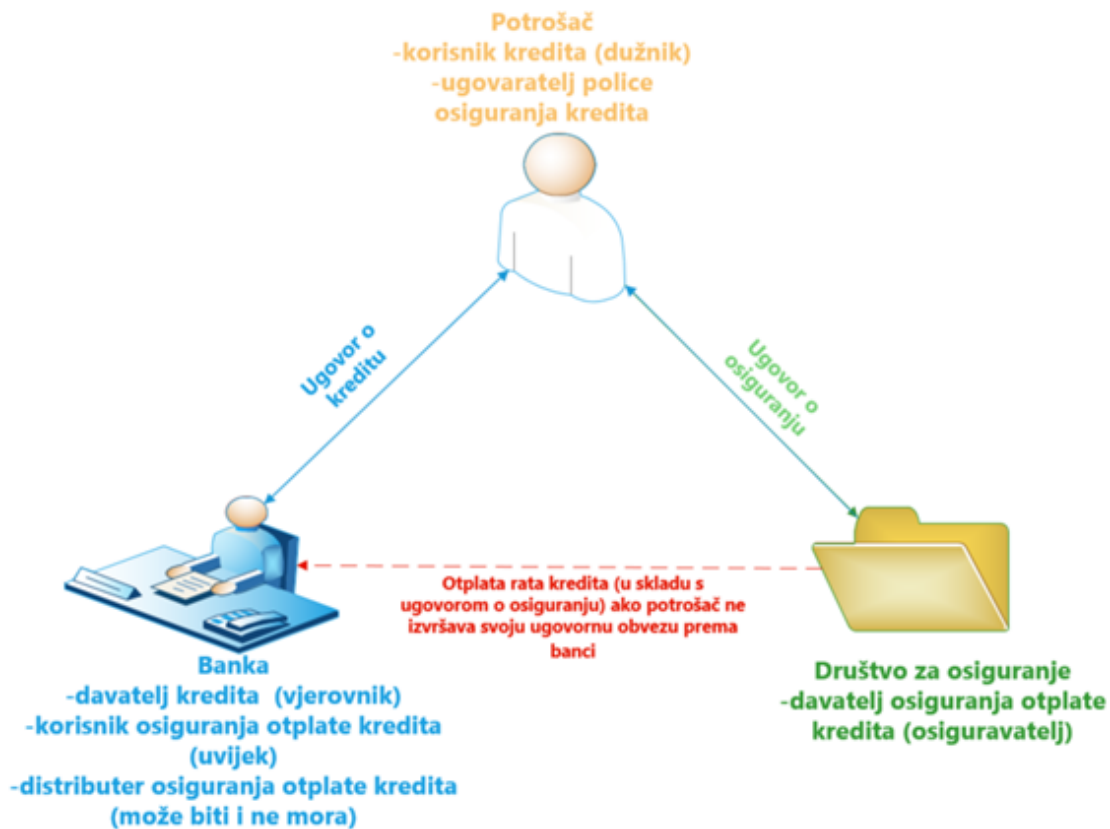 Potrošač
-korisnik kredita (dužnik)
-ugovaratelj police
osiguranja kredita
Ugovor o
kreditu
Ugovor o
osiguranju
Otplata rata kredita (u skladu s
ugovorom o osiguranju) ako potrošač ne
izvršava svoju ugovornu obvezu prema
banci
Banka
-davatelj kredita (vjerovnik)
-korisnik osiguranja otplate kredita
(uvijek)
-distributer osiguranja otplate kredita
(može biti i ne mora)
Društvo za osiguranje
-davatelj osiguranja otplate
kredita (osiguravatelj)